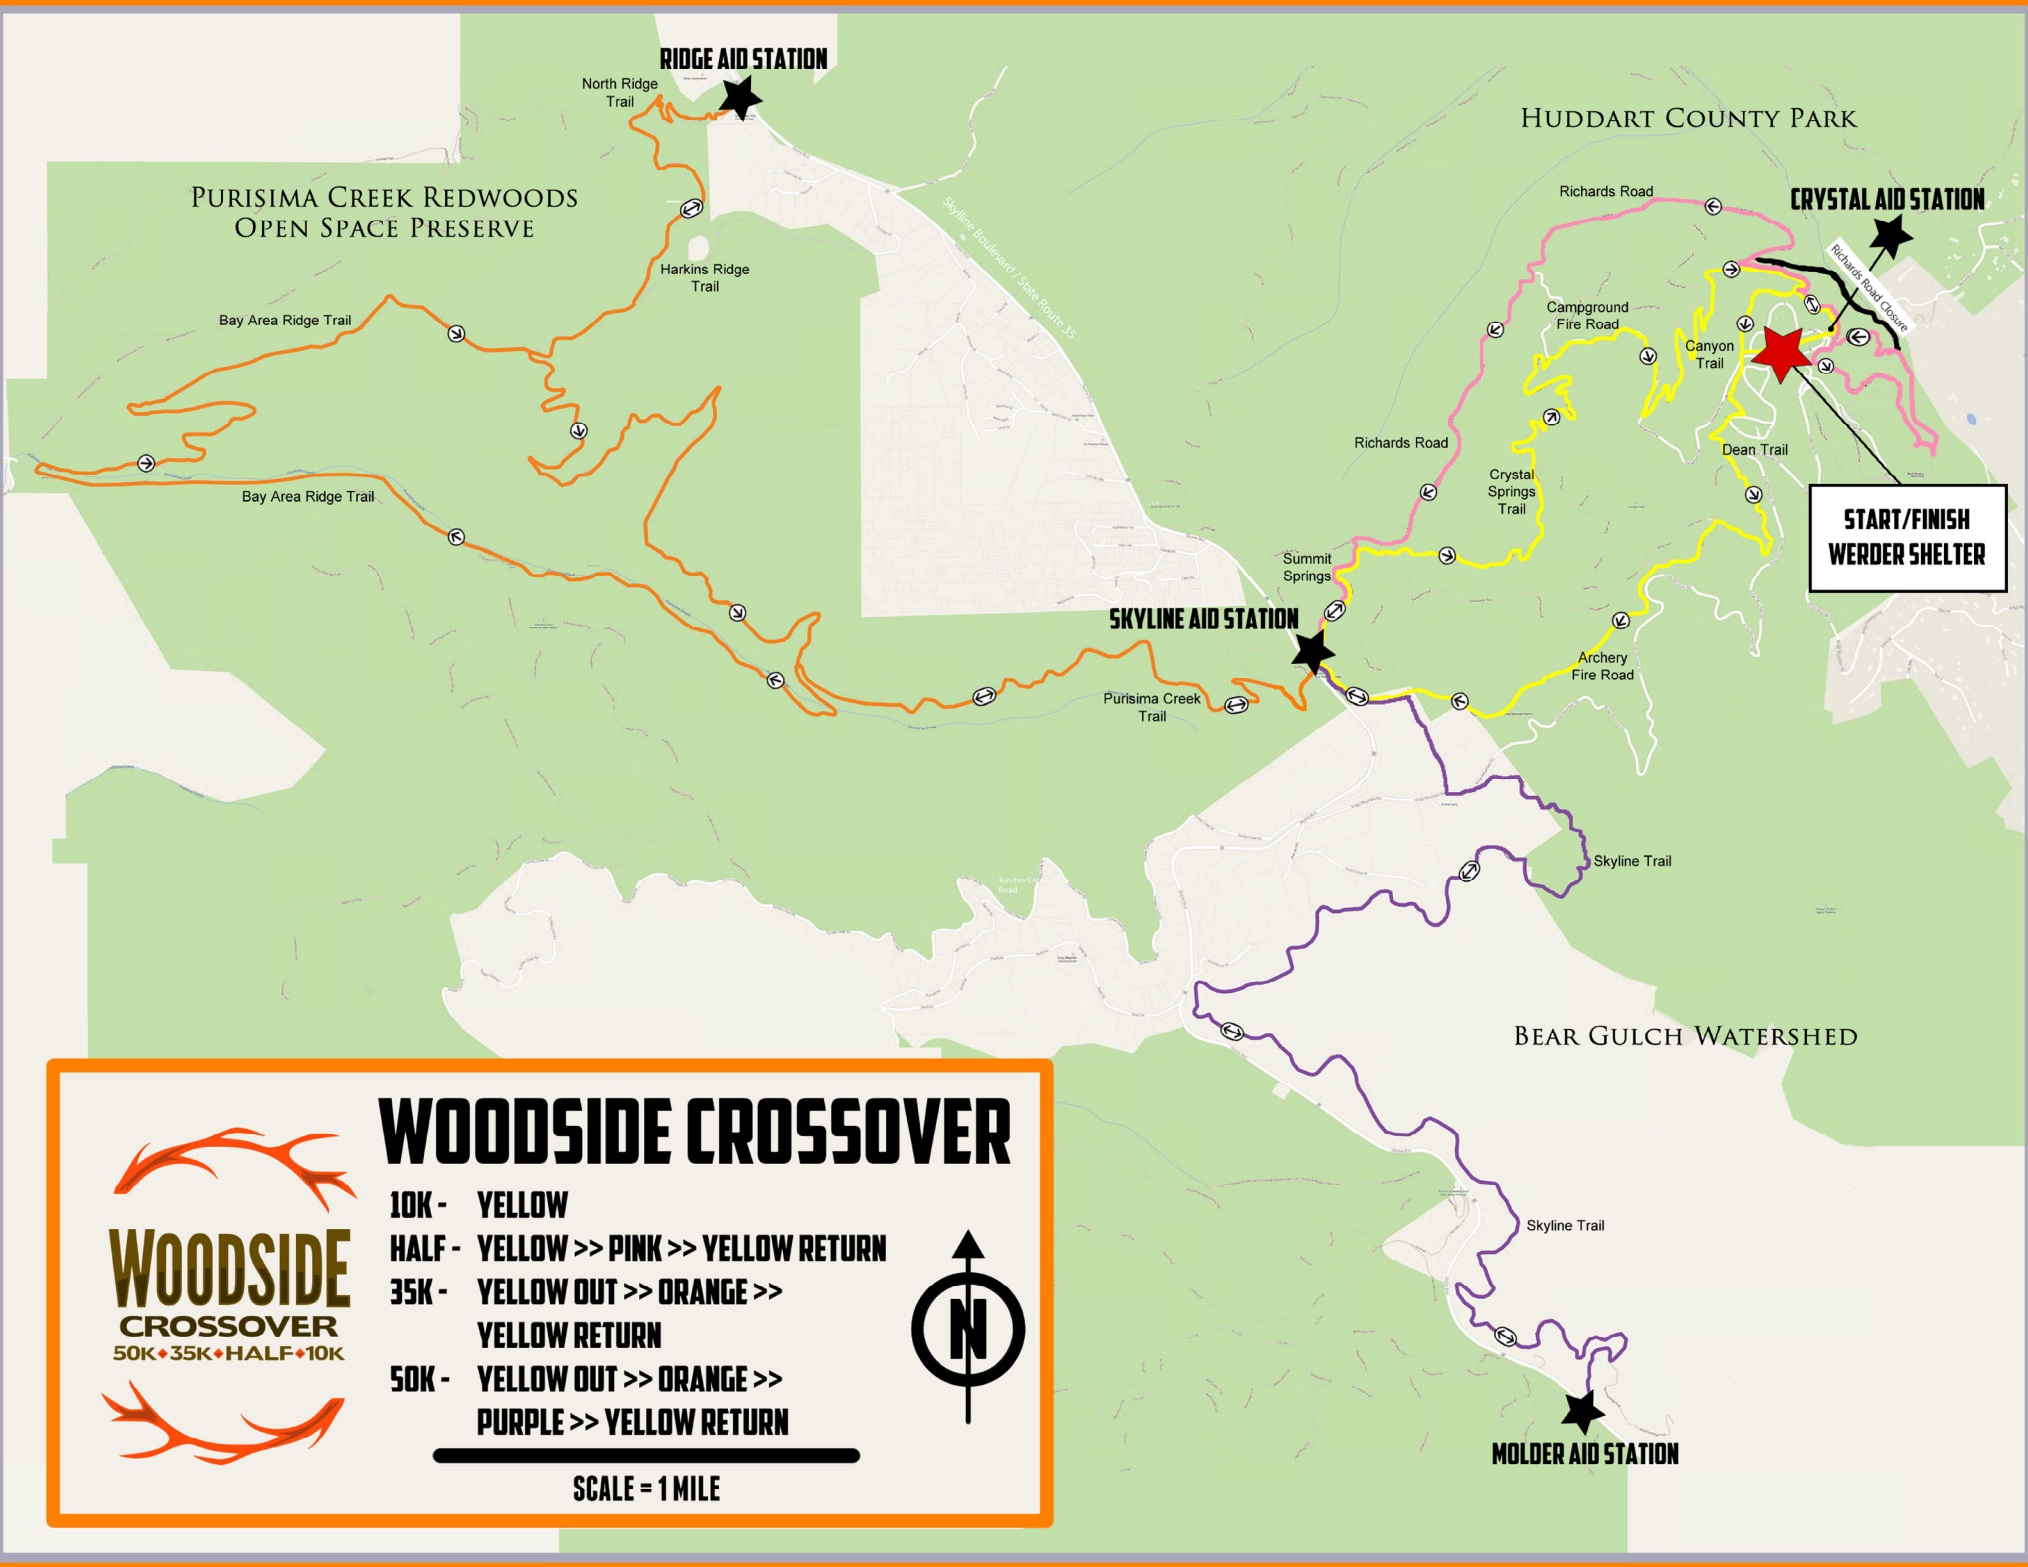 RIDGE AID STATION
North Ridge
Trail
HUDDART COUNTY PARK
PURISIMA CREEK REDWOODS
OPEN SPACE PRESERVE
Richards Road
CRYSTAL AID STATION
Skylline Boulevard / State Route 35
Richards Road Closure
Harkins Ridge
Trail
Bay Area Ridge Trail
Campground
Fire Road
Canyon
Trail
Richards Road
Dean Trail
Crystal
Springs
Trail
Bay Area Ridge Trail
START/FINISH
WERDER SHELTER
Summit
Springs
SKYLINE AID STATION
Archery
Fire Road
Purisima Creek
Trail
Skyline Trail
Tunitea Creek
Road
BEAR GULCH WATERSHED
Skyline Trail
MOLDER AID STATION
WOODSIDE CROSSOVER
10K - YELLOW
HALF - YELLOW >> PINK >> YELLOW RETURN
35K - YELLOW OUT >> ORANGE >>
YELLOW RETURN
50K - YELLOW OUT >> ORANGE >>
PURPLE >> YELLOW RETURN
SCALE = 1 MILE
N
WOODSIDE
CROSSOVER
50K♦35K♦HALF♦10K